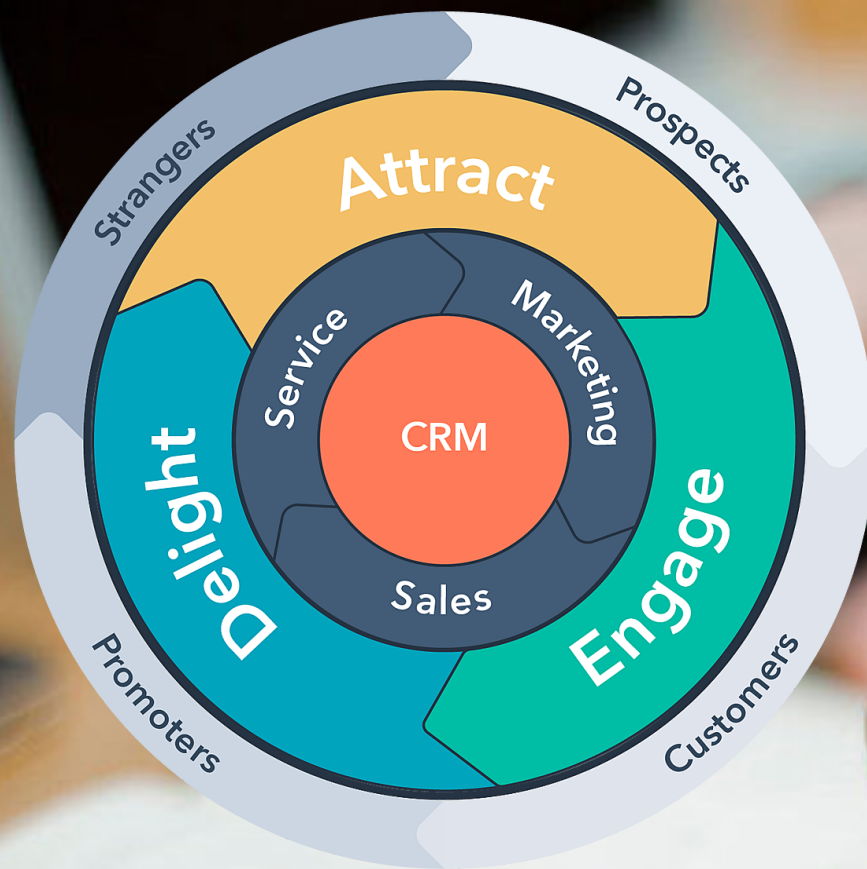 Strangers
Prospects
Attract
Service
Marketing
CRM
Delight
Engage
Sales
Promoters
Customers